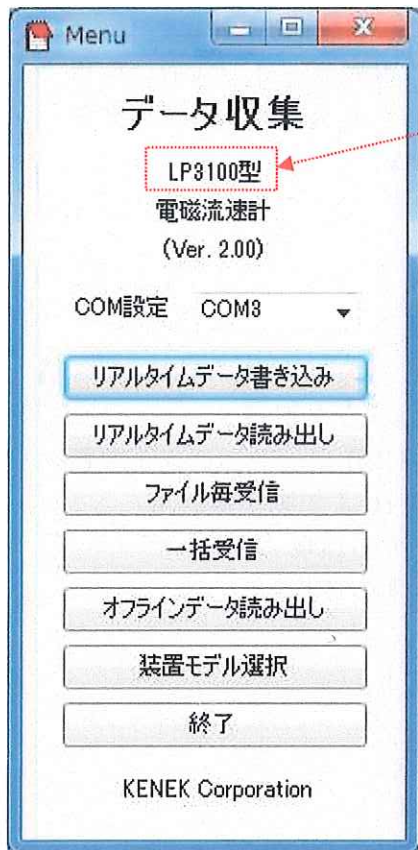 Menu
データ収集
LP3100型
電磁流速計
(Ver. 2.00)
COM設定 COM3
リアルタイムデータ書き込み
リアルタイムデータ読み出し
ファイル毎受信
一括受信
オフラインデータ読み出し
装置モデル選択
終了
KENEK Corporation